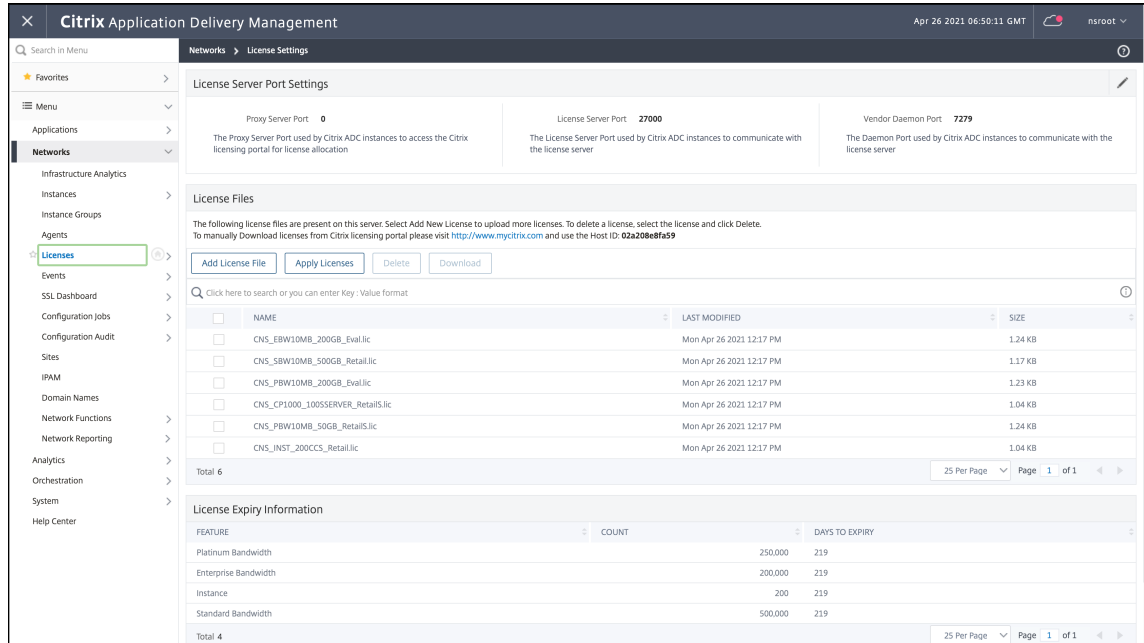 Citrix Application Delivery Management
Apr 26 2021 06:50:11 GMT
nsroot
Search in Menu
Networks > License Settings
Favorites
Menu
Applications
Networks
Infrastructure Analytics
Instances
Instance Groups
Agents
Licenses
Events
SSL Dashboard
Configuration Jobs
Configuration Audit
Sites
IPAM
Domain Names
Network Functions
Network Reporting
Analytics
Orchestration
System
Help Center
License Server Port Settings
Proxy Server Port 0
The Proxy Server Port used by Citrix ADC instances to access the Citrix
licensing portal for license allocation
License Server Port 27000
The License Server Port used by Citrix ADC instances to communicate with
the license server
Vendor Daemon Port 7279
The Daemon Port used by Citrix ADC instances to communicate with the
license server
License Files
The following license files are present on this server. Select Add New License to upload more licenses. To delete a license, select the license and click Delete.
To manually Download licenses from Citrix licensing portal please visit http://www.mycitrix.com and use the Host ID: 02a208e8fa59
Add License File Apply Licenses Delete Download
Click here to search or you can enter Key : Value format
NAME LAST MODIFIED SIZE
CNS_EBW10MB_200GB_Eval.lic Mon Apr 26 2021 12:17 PM 1.24 KB
CNS_SBW10MB_500GB_Retail.lic Mon Apr 26 2021 12:17 PM 1.17 KB
CNS_PBW10MB_200GB_Eval.lic Mon Apr 26 2021 12:17 PM 1.23 KB
CNS_CP1000_100SSERVER_RetailS.lic Mon Apr 26 2021 12:17 PM 1.04 KB
CNS_PBW10MB_50GB_RetailS.lic Mon Apr 26 2021 12:17 PM 1.24 KB
CNS_INST_200CCS_Retail.lic Mon Apr 26 2021 12:17 PM 1.04 KB
Total 6 25 Per Page Page 1 of 1
License Expiry Information
FEATURE COUNT DAYS TO EXPIRY
Platinum Bandwidth 250,000 219
Enterprise Bandwidth 200,000 219
Instance 200 219
Standard Bandwidth 500,000 219
Total 4 25 Per Page Page 1 of 1